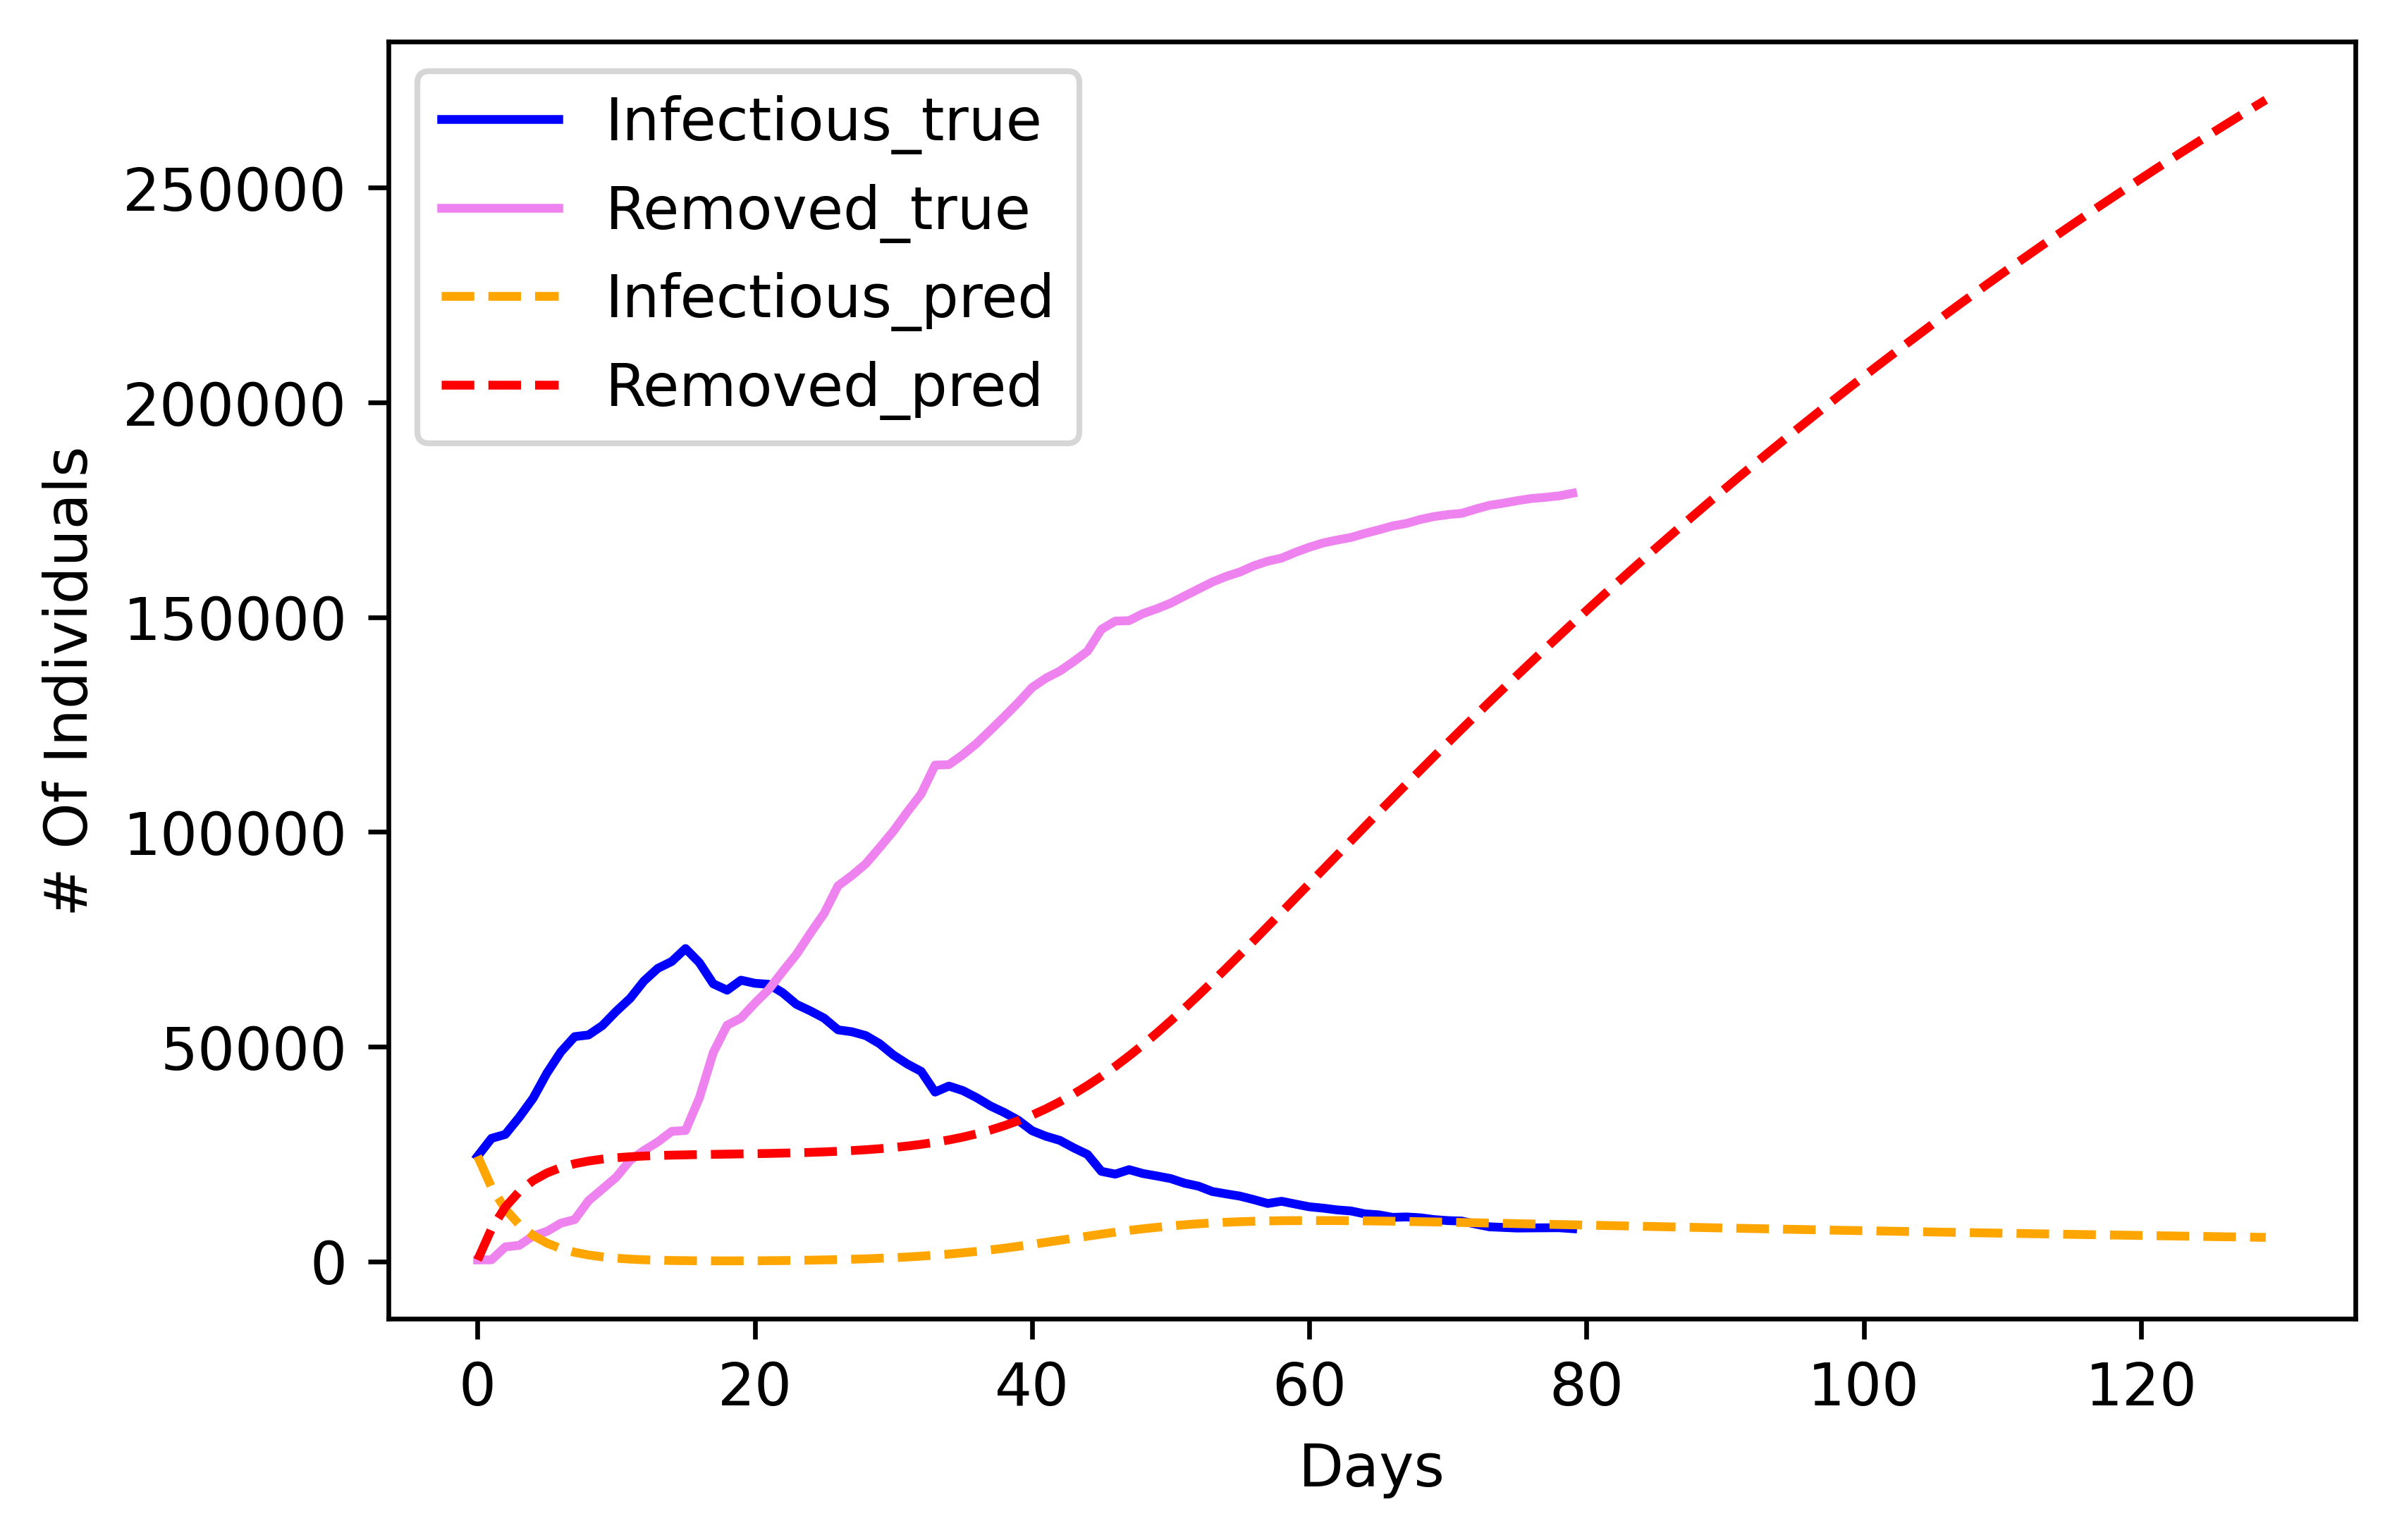 Infectious_true
Removed_true
Infectious_pred
Removed_pred
250000
200000
150000
100000
50000
0
# Of Individuals
0 20 40 60 80 100 120
Days